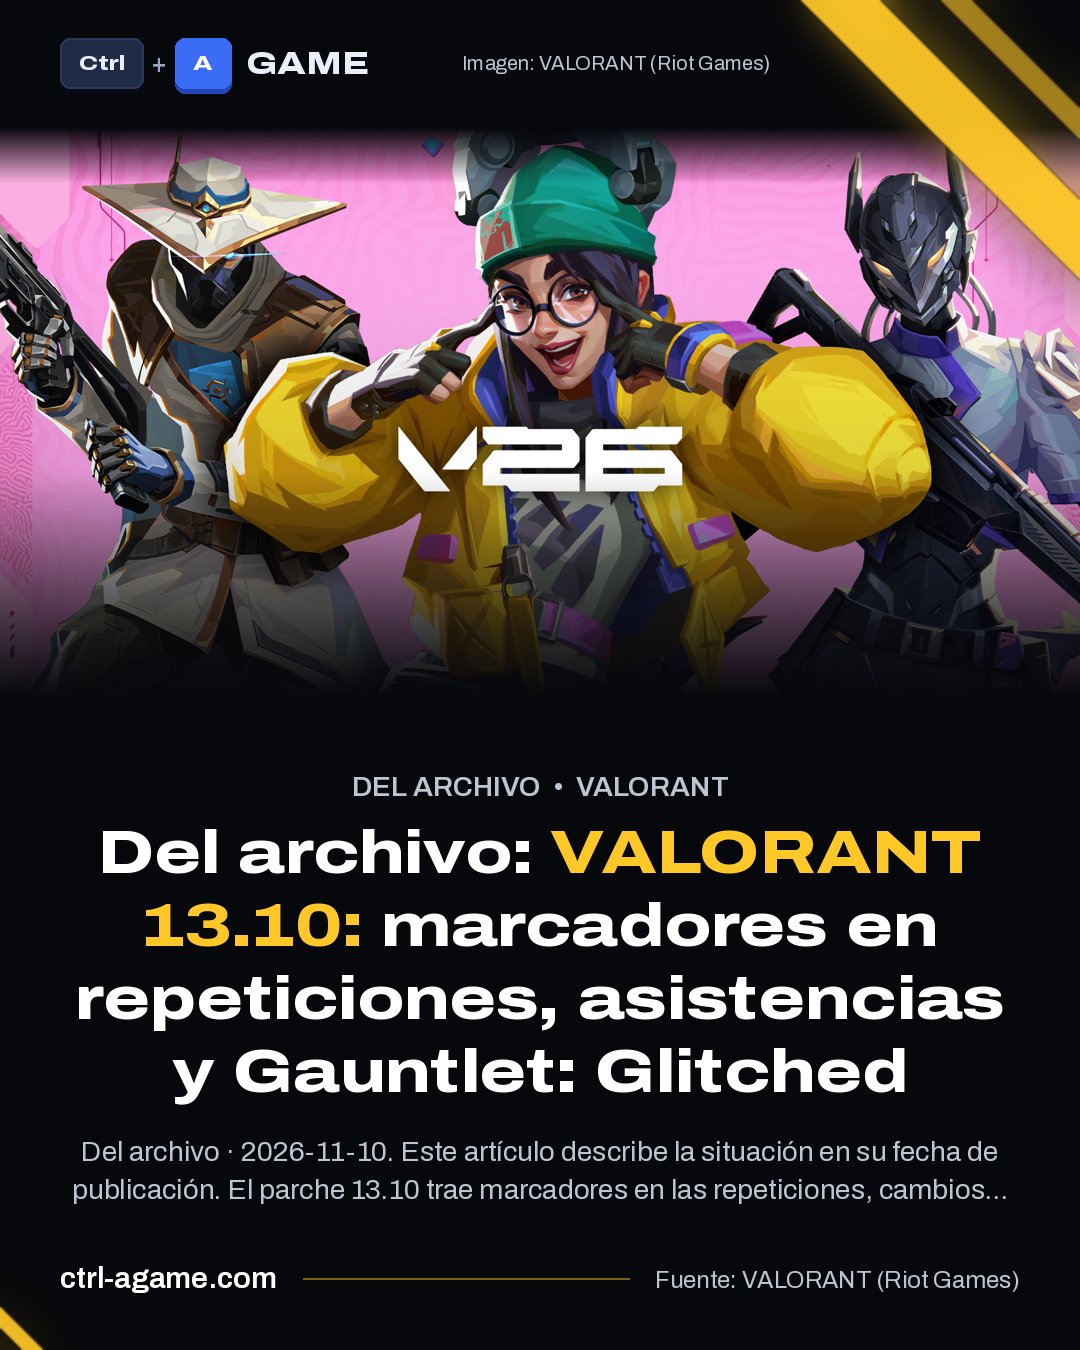 Ctrl + A GAME
Imagen: VALORANT (Riot Games)
V26
DEL ARCHIVO • VALORANT
Del archivo: VALORANT
13.10: marcadores en
repeticiones, asistencias
y Gauntlet: Glitched
Del archivo · 2026-11-10. Este artículo describe la situación en su fecha de
publicación. El parche 13.10 trae marcadores en las repeticiones, cambios...
ctrl-agame.com
Fuente: VALORANT (Riot Games)